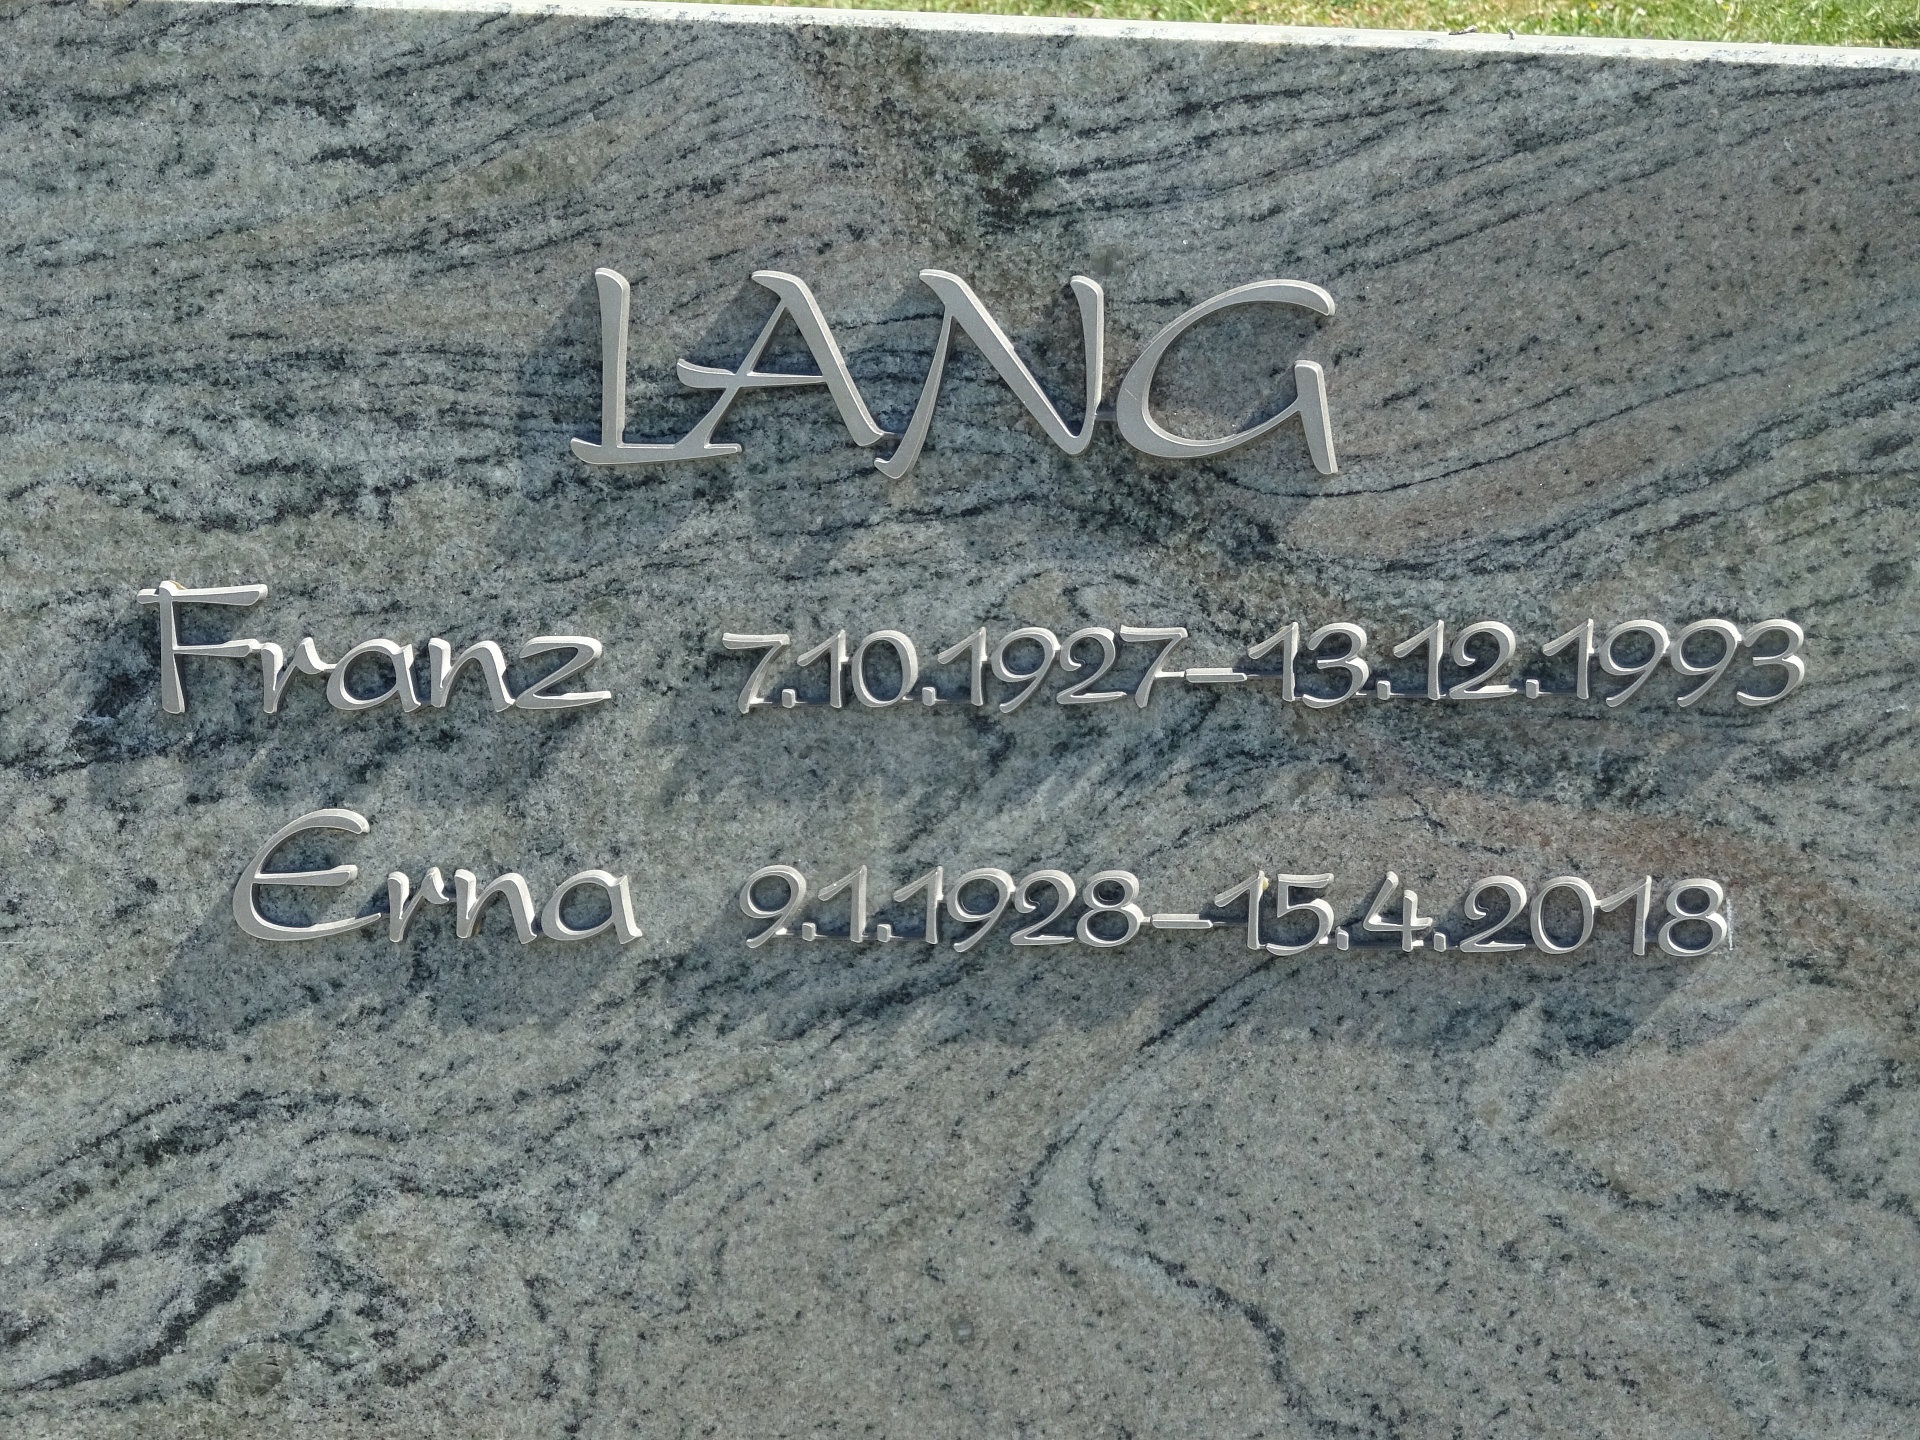 LANG
Franz 7.10.1927-13.12.1993
Erna 9.1.1928-15.4.2018